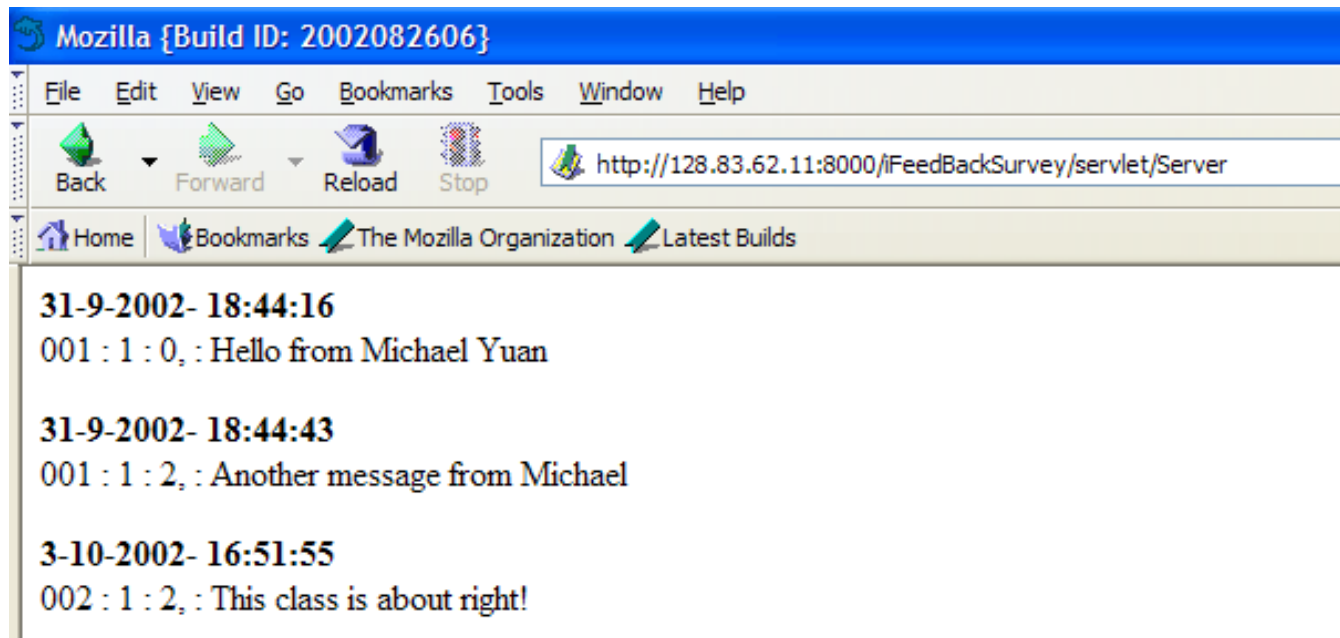 Mozilla {Build ID: 2002082606}
File Edit View Go Bookmarks Tools Window Help
Back Forward Reload Stop http://128.83.62.11:8000/iFeedBackSurvey/servlet/Server
Home Bookmarks The Mozilla Organization Latest Builds
31-9-2002- 18:44:16
001 : 1 : 0, : Hello from Michael Yuan
31-9-2002- 18:44:43
001 : 1 : 2, : Another message from Michael
3-10-2002- 16:51:55
002 : 1 : 2, : This class is about right!